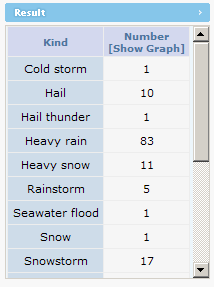 Result
Kind Number
[Show Graph]
Cold storm 1
Hail 10
Hail thunder 1
Heavy rain 83
Heavy snow 11
Rainstorm 5
Seawater flood 1
Snow 1
Snowstorm 17